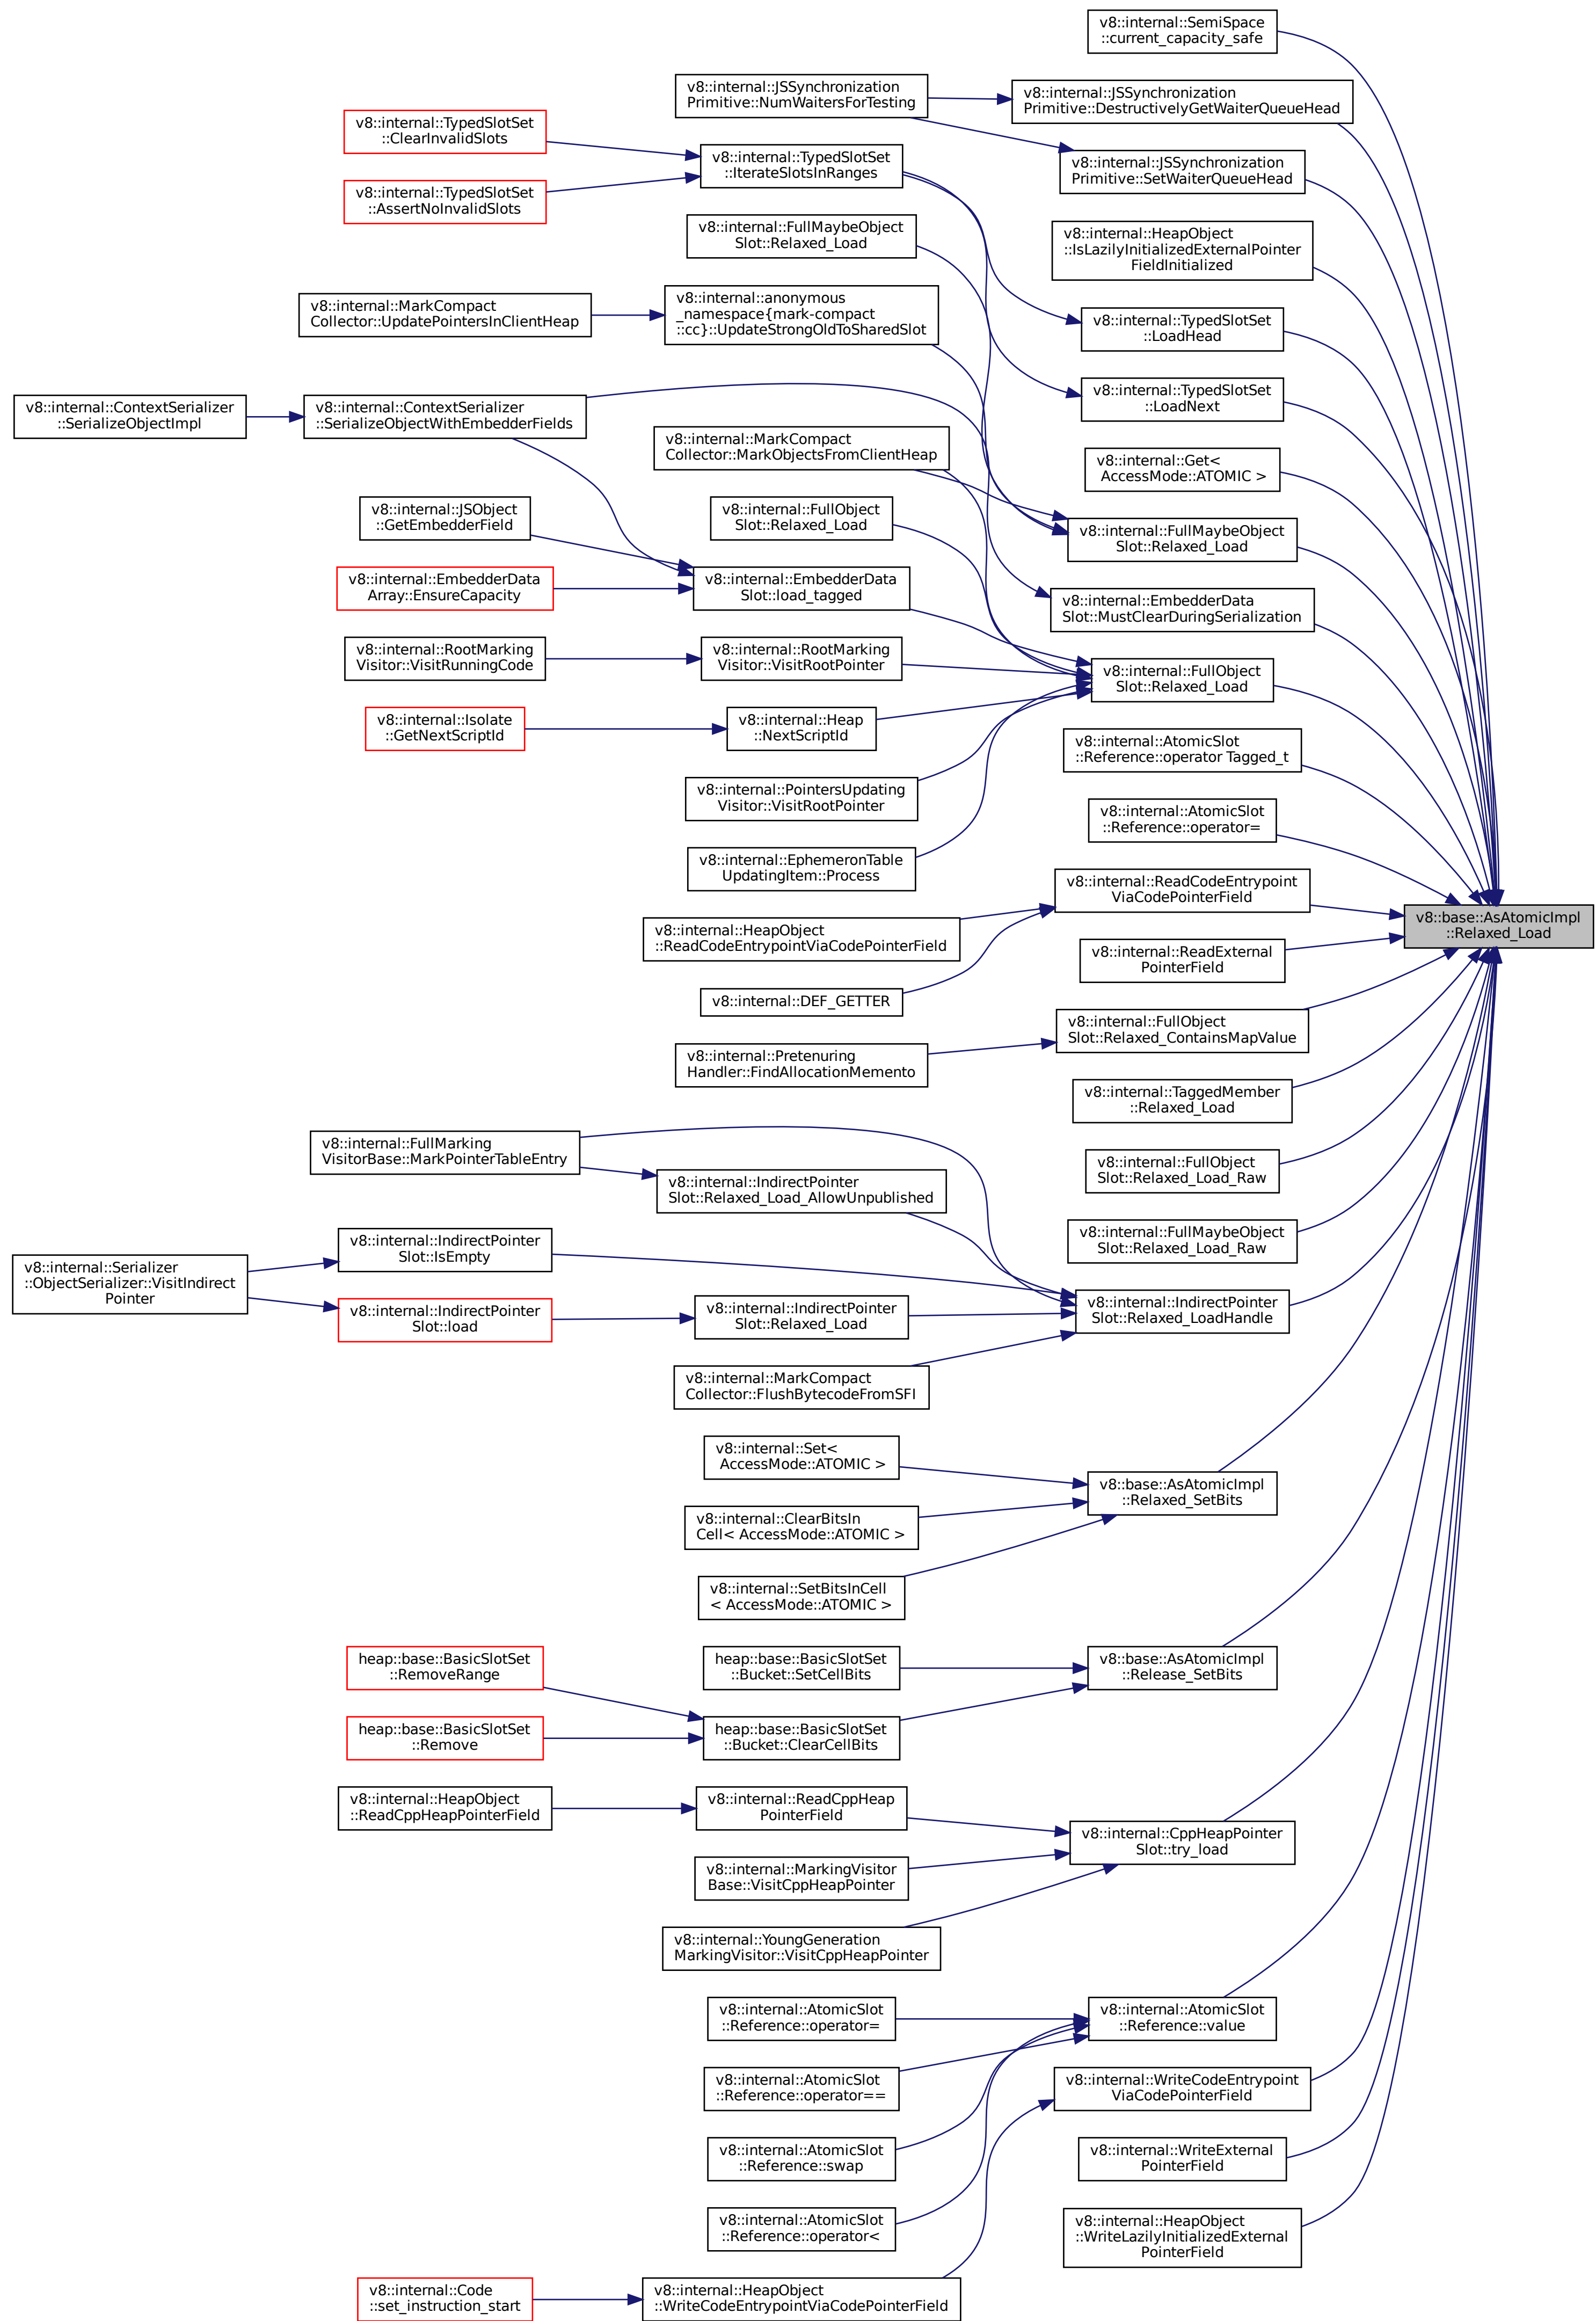 v8::internal::SemiSpace
::current_capacity_safe
v8::internal::JSSynchronization
Primitive::NumWaitersForTesting
v8::internal::JSSynchronization
Primitive::DestructivelyGetWaiterQueueHead
v8::internal::TypedSlotSet
::ClearInvalidSlots
v8::internal::TypedSlotSet
::IterateSlotsInRanges
v8::internal::JSSynchronization
Primitive::SetWaiterQueueHead
v8::internal::TypedSlotSet
::AssertNoInvalidSlots
v8::internal::FullMaybeObject
Slot::Relaxed_Load
v8::internal::HeapObject
::IsLazilyInitializedExternalPointer
FieldInitialized
v8::internal::MarkCompact
Collector::UpdatePointersInClientHeap
v8::internal::anonymous
_namespace{mark-compact
::cc}::UpdateStrongOldToSharedSlot
v8::internal::TypedSlotSet
::LoadHead
v8::internal::ContextSerializer
::SerializeObjectImpl
v8::internal::ContextSerializer
::SerializeObjectWithEmbedderFields
v8::internal::TypedSlotSet
::LoadNext
v8::internal::MarkCompact
Collector::MarkObjectsFromClientHeap
v8::internal::Get<
AccessMode::ATOMIC >
v8::internal::JSObject
::GetEmbedderField
v8::internal::FullObject
Slot::Relaxed_Load
v8::internal::FullMaybeObject
Slot::Relaxed_Load
v8::internal::EmbedderData
Array::EnsureCapacity
v8::internal::EmbedderData
Slot::load_tagged
v8::internal::EmbedderData
Slot::MustClearDuringSerialization
v8::internal::RootMarking
Visitor::VisitRunningCode
v8::internal::RootMarking
Visitor::VisitRootPointer
v8::internal::FullObject
Slot::Relaxed_Load
v8::internal::Isolate
::GetNextScriptId
v8::internal::Heap
::NextScriptId
v8::internal::AtomicSlot
::Reference::operator Tagged_t
v8::internal::PointersUpdating
Visitor::VisitRootPointer
v8::internal::AtomicSlot
::Reference::operator=
v8::internal::EphemeronTable
UpdatingItem::Process
v8::internal::ReadCodeEntrypoint
ViaCodePointerField
v8::base::AsAtomicImpl
::Relaxed_Load
v8::internal::HeapObject
::ReadCodeEntrypointViaCodePointerField
v8::internal::ReadExternal
PointerField
v8::internal::DEF_GETTER
v8::internal::FullObject
Slot::Relaxed_ContainsMapValue
v8::internal::Pretenuring
Handler::FindAllocationMemento
v8::internal::TaggedMember
::Relaxed_Load
v8::internal::FullMarking
VisitorBase::MarkPointerTableEntry
v8::internal::FullObject
Slot::Relaxed_Load_Raw
v8::internal::IndirectPointer
Slot::Relaxed_Load_AllowUnpublished
v8::internal::FullMaybeObject
Slot::Relaxed_Load_Raw
v8::internal::IndirectPointer
Slot::IsEmpty
v8::internal::Serializer
::ObjectSerializer::VisitIndirect
Pointer
v8::internal::IndirectPointer
Slot::load
v8::internal::IndirectPointer
Slot::Relaxed_Load
v8::internal::IndirectPointer
Slot::Relaxed_LoadHandle
v8::internal::MarkCompact
Collector::FlushBytecodeFromSFI
v8::internal::Set<
AccessMode::ATOMIC >
v8::base::AsAtomicImpl
::Relaxed_SetBits
v8::internal::ClearBitsIn
Cell< AccessMode::ATOMIC >
v8::internal::SetBitsInCell
< AccessMode::ATOMIC >
heap::base::BasicSlotSet
::RemoveRange
heap::base::BasicSlotSet
::Bucket::SetCellBits
v8::base::AsAtomicImpl
::Release_SetBits
heap::base::BasicSlotSet
::Remove
heap::base::BasicSlotSet
::Bucket::ClearCellBits
v8::internal::HeapObject
::ReadCppHeapPointerField
v8::internal::ReadCppHeap
PointerField
v8::internal::CppHeapPointer
Slot::try_load
v8::internal::MarkingVisitor
Base::VisitCppHeapPointer
v8::internal::YoungGeneration
MarkingVisitor::VisitCppHeapPointer
v8::internal::AtomicSlot
::Reference::operator=
v8::internal::AtomicSlot
::Reference::value
v8::internal::AtomicSlot
::Reference::operator==
v8::internal::WriteCodeEntrypoint
ViaCodePointerField
v8::internal::AtomicSlot
::Reference::swap
v8::internal::WriteExternal
PointerField
v8::internal::AtomicSlot
::Reference::operator<
v8::internal::HeapObject
::WriteLazilyInitializedExternal
PointerField
v8::internal::Code
::set_instruction_start
v8::internal::HeapObject
::WriteCodeEntrypointViaCodePointerField